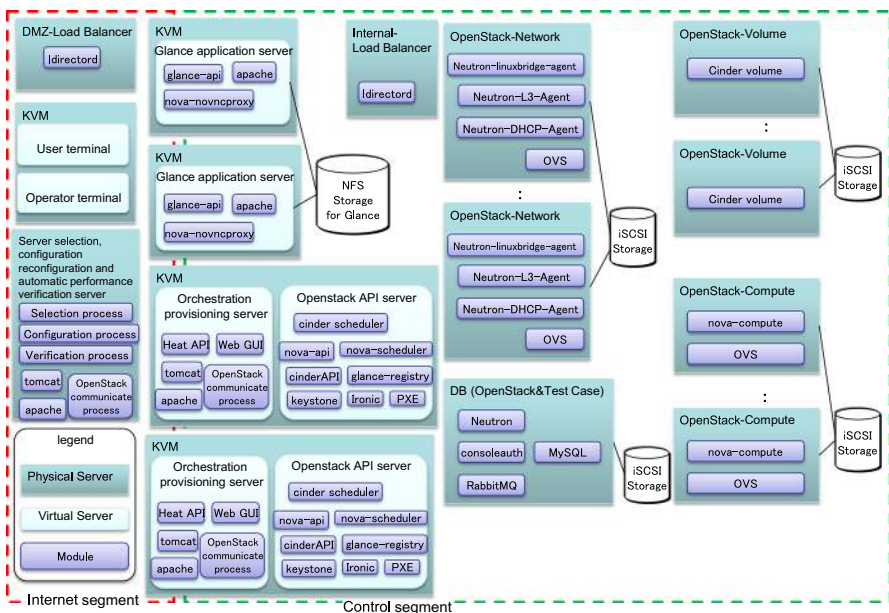 DMZ-Load Balancer
ldirectord
KVM
User terminal
Operator terminal
Server selection,
configuration
reconfiguration and
automatic performance
verification server
Selection process
Configuration process
Verification process
tomcat
apache
OpenStack
communicate
process
legend
Physical Server
Virtual Server
Module
Internet segment
KVM
Glance application server
glance-api
apache
nova-novncproxy
KVM
Glance application server
glance-api
apache
nova-novncproxy
NFS
Storage
for Glance
KVM
Orchestration
provisioning server
Heat API
Web GUI
tomcat
apache
OpenStack
communicate
process
Openstack API server
cinder scheduler
nova-api
nova-scheduler
cinderAPI
glance-registry
keystone
Ironic
PXE
KVM
Orchestration
provisioning server
Heat API
Web GUI
tomcat
apache
OpenStack
communicate
process
Openstack API server
cinder scheduler
nova-api
nova-scheduler
cinderAPI
glance-registry
keystone
Ironic
PXE
Control segment
Internal-
Load Balancer
ldirectord
OpenStack-Network
Neutron-linuxbridge-agent
Neutron-L3-Agent
Neutron-DHCP-Agent
OVS
:
OpenStack-Network
Neutron-linuxbridge-agent
Neutron-L3-Agent
Neutron-DHCP-Agent
OVS
iSCSI
Storage
DB (OpenStack&Test Case)
Neutron
consoleauth
MySQL
RabbitMQ
iSCSI
Storage
OpenStack-Volume
Cinder volume
:
OpenStack-Volume
Cinder volume
iSCSI
Storage
OpenStack-Compute
nova-compute
OVS
:
OpenStack-Compute
nova-compute
OVS
iSCSI
Storage